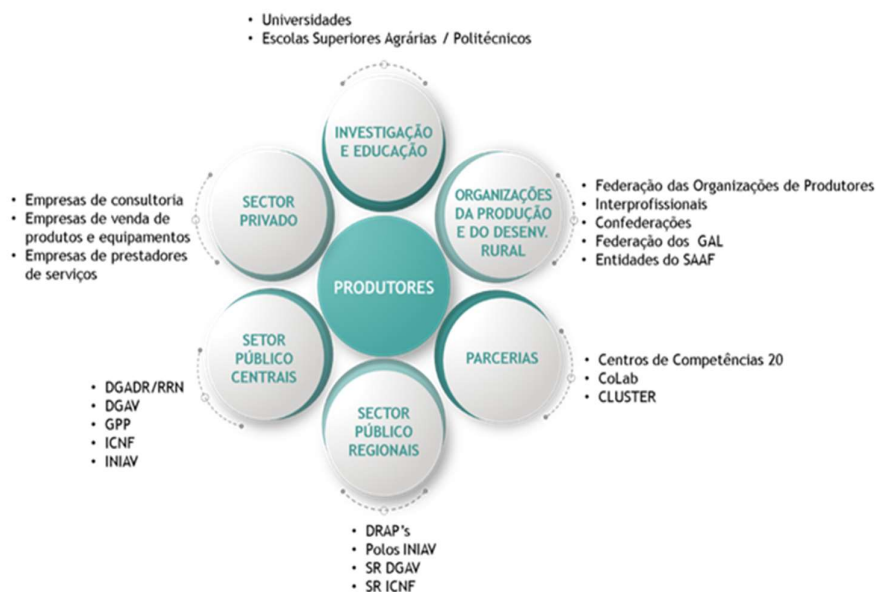 • Universidades
• Escolas Superiores Agrárias / Politécnicos
INVESTIGAÇÃO
E EDUCAÇÃO
SECTOR
PRIVADO
• Empresas de consultoria
• Empresas de venda de
produtos e equipamentos
• Empresas de prestadores
de serviços
ORGANIZAÇÕES
DA PRODUÇÃO
E DO DESENV.
RURAL
• Federação das Organizações de Produtores
• Interprofissionais
• Confederações
• Federação dos GAL
• Entidades do SAAF
PRODUTORES
SETOR
PÚBLICO
CENTRAIS
• DGADR/RRN
• DGAV
• GPP
• ICNF
• INIAV
PARCERIAS
• Centros de Competências 20
• CoLab
• CLUSTER
SECTOR
PÚBLICO
REGIONAIS
• DRAP's
• Polos INIAV
• SR DGAV
• SR ICNF